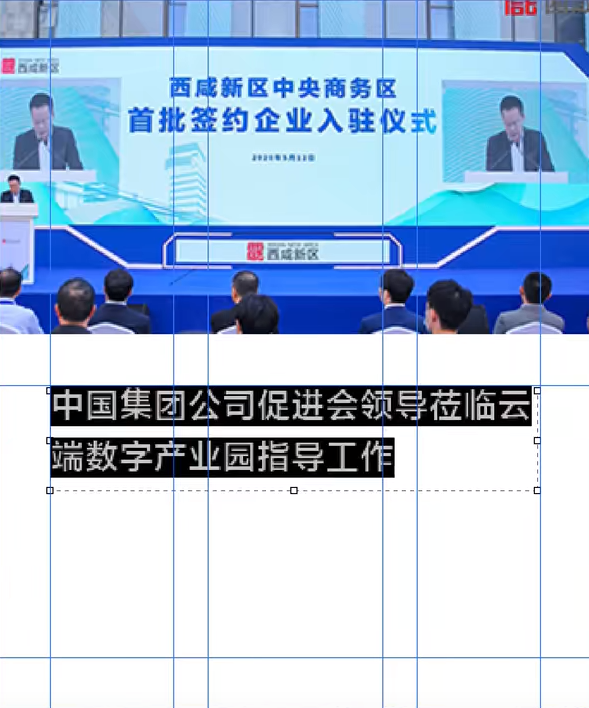 西咸新区
西咸新区中央商务区
首批签约企业入驻仪式
2020年5月12日
西咸新区
中国集团公司促进会领导莅临云
端数字产业园指导工作